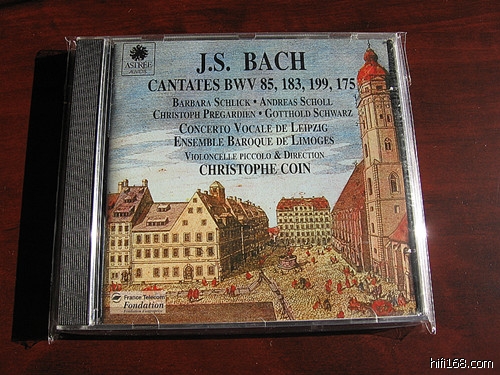 ASTRÉE
AUVIDIS
J.S. BACH
CANTATES BWV 85, 183, 199, 175
BARBARA SCHLICK • ANDREAS SCHOLL
CHRISTOPH PREGARDIEN • GOTTHOLD SCHWARZ
CONCERTO VOCALE DE LEIPZIG
ENSEMBLE BAROQUE DE LIMOGES
VIOLONCELLE PICCOLO & DIRECTION
CHRISTOPHE COIN
France Telecom
Fondation
hifi168.com